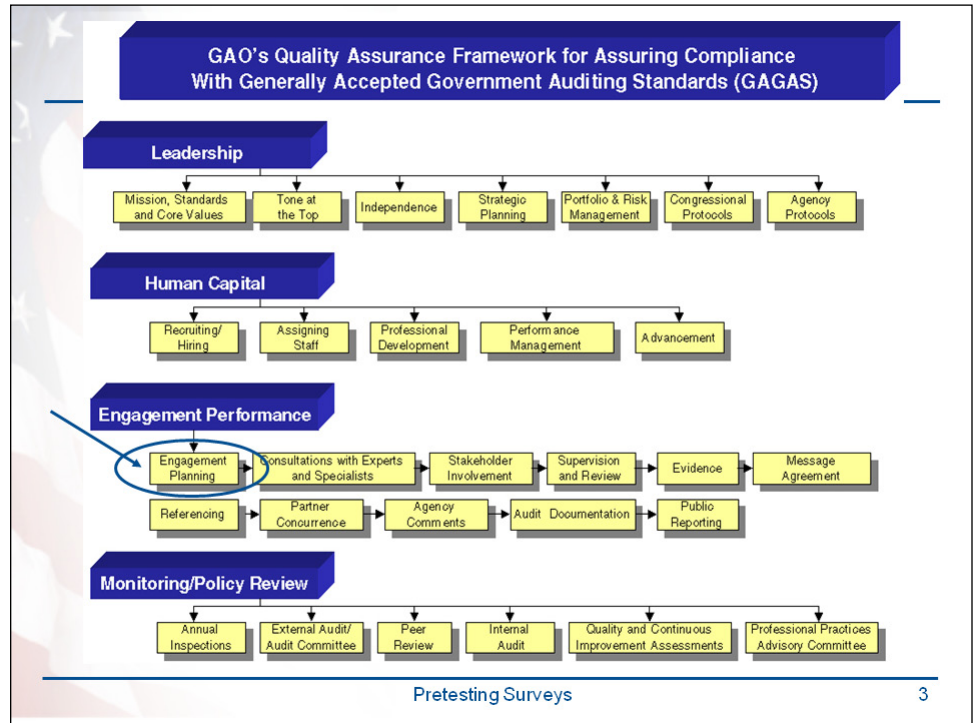 GAO's Quality Assurance Framework for Assuring Compliance
With Generally Accepted Government Auditing Standards (GAGAS)
Leadership
Mission, Standards
and Core Values
Tone at
the Top
Independence
Strategic
Planning
Portfolio & Risk
Management
Congressional
Protocols
Agency
Protocols
Human Capital
Recruiting/
Hiring
Assigning
Staff
Professional
Development
Performance
Management
Advancement
Engagement Performance
Engagement
Planning
Consultations with Experts
and Specialists
Stakeholder
Involvement
Supervision
and Review
Evidence
Message
Agreement
Referencing
Partner
Concurrence
Agency
Comments
Audit Documentation
Public
Reporting
Monitoring/Policy Review
Annual
Inspections
External Audit/
Audit Committee
Peer
Review
Internal
Audit
Quality and Continuous
Improvement Assessments
Professional Practices
Advisory Committee
Pretesting Surveys
3